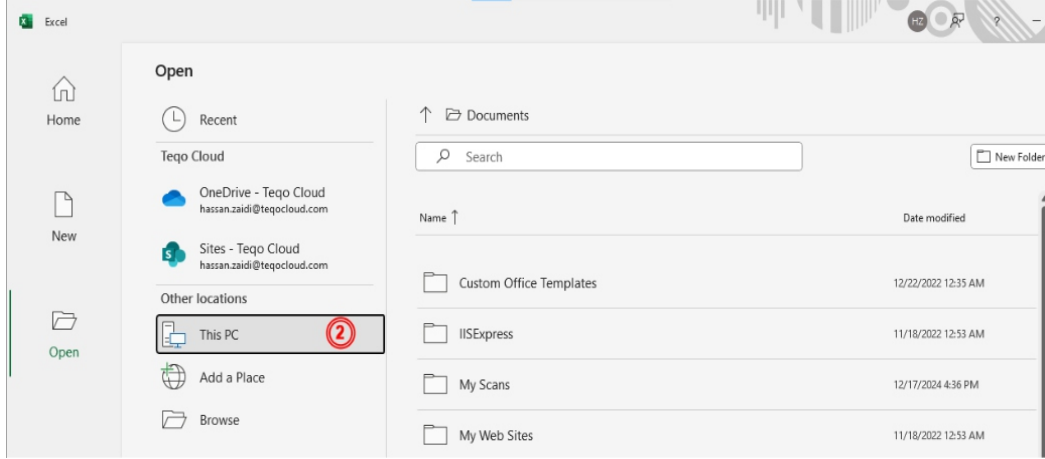 Excel
HZ
?
Home
New
Open
Open
Recent
Teqo Cloud
OneDrive - Teqo Cloud
hassan.zaidi@teqocloud.com
Sites - Teqo Cloud
hassan.zaidi@teqocloud.com
Other locations
This PC
2
Add a Place
Browse
Documents
Search
New Folder
Name
Date modified
Custom Office Templates
12/22/2022 12:35 AM
IISExpress
11/18/2022 12:53 AM
My Scans
12/17/2024 4:36 PM
My Web Sites
11/18/2022 12:53 AM